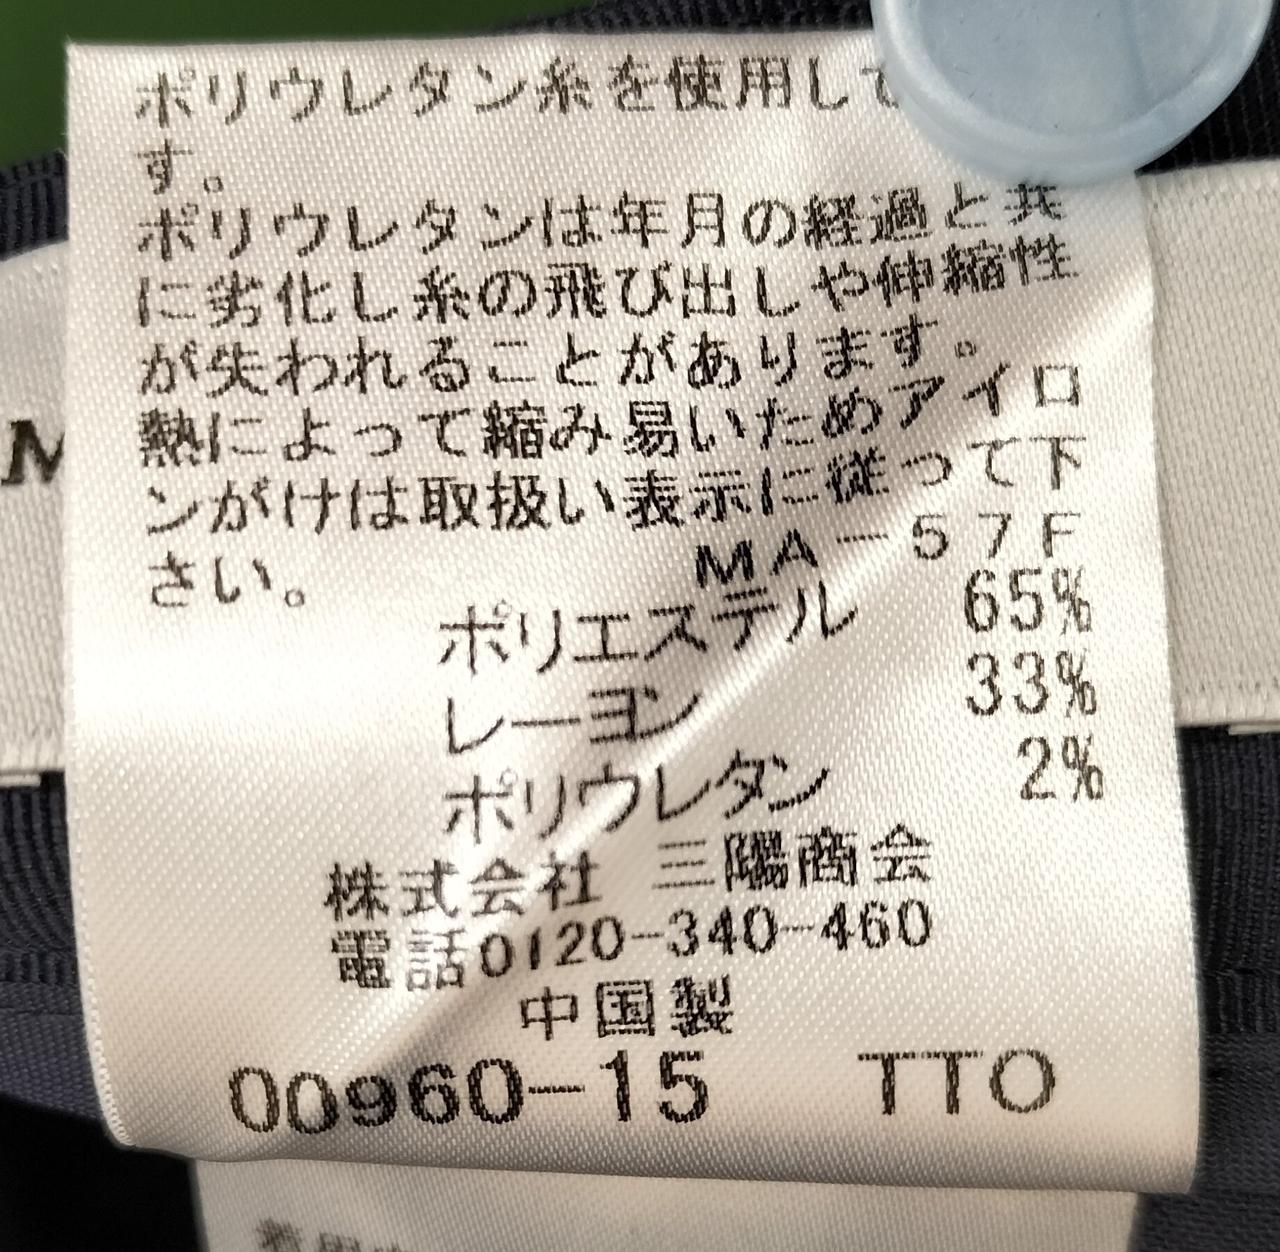 ポリウレタン糸を使用して
す。
ポリウレタンは年月の経過と共
に劣化し糸の飛び出しや伸縮性
が失われることがあります。
熱によって縮み易いためアイロ
ンがけは取扱い表示に従って下
さい。
MA-57F
ポリエステル 65%
レーヨン 33%
ポリウレタン 2%
株式会社 三陽商会
電話0120-340-460
中国製
00960-15 TTO
M
着用